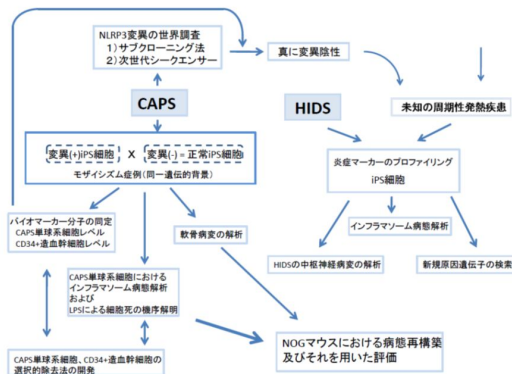 NLRP3変異の世界調査
1）サブクローニング法
2）次世代シークエンサー
真に変異陰性
CAPS
HIDS
未知の周期性発熱疾患
変異(+)iPS細胞 X 変異(-)＝正常iPS細胞
モザイシズム症例（同一遺伝的背景）
炎症マーカーのプロファイリング
iPS細胞
バイオマーカー分子の同定
CAPS単球系細胞レベル
CD34+造血幹細胞レベル
軟骨病変の解析
インフラマソーム病態解析
CAPS単球系細胞における
インフラマソーム病態解析
および
LPSによる細胞死の機序解明
HIDSの中枢神経病変の解析
新規原因遺伝子の検索
NOGマウスにおける病態再構築
及びそれを用いた評価
CAPS単球系細胞、CD34+造血幹細胞の
選択的除去法の開発